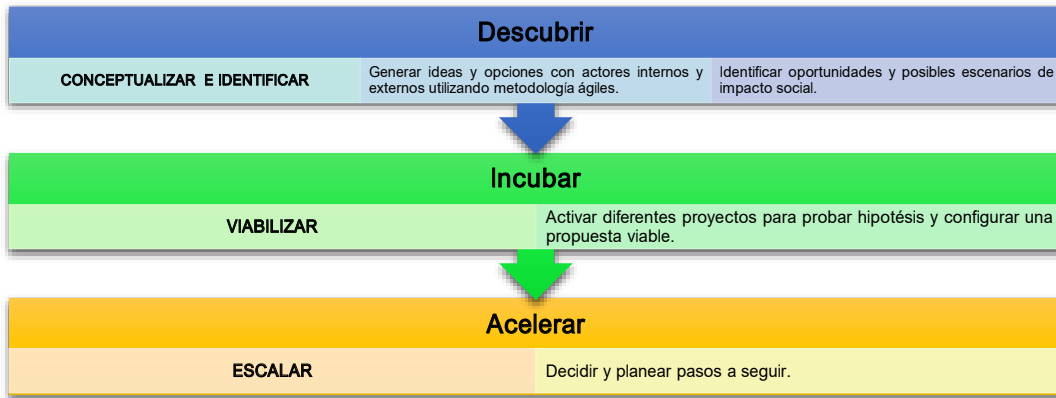 Descubrir
CONCEPTUALIZAR E IDENTIFICAR
Generar ideas y opciones con actores internos y
externos utilizando metodología ágiles.
Identificar oportunidades y posibles escenarios de
impacto social.
Incubar
VIABILIZAR
Activar diferentes proyectos para probar hipotésis y configurar una
propuesta viable.
Acelerar
ESCALAR
Decidir y planear pasos a seguir.